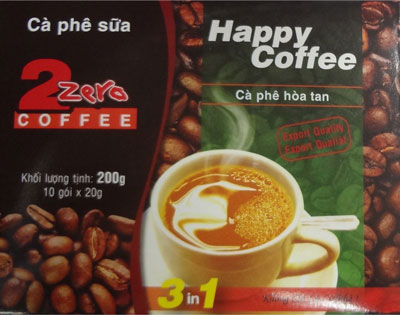 Cà phê sữa
2 zero
COFFEE
Khối lượng tịnh: 200g
10 gói x 20g
Happy
Coffee
Cà phê hòa tan
Export Quality
Export Qualität
3 in 1